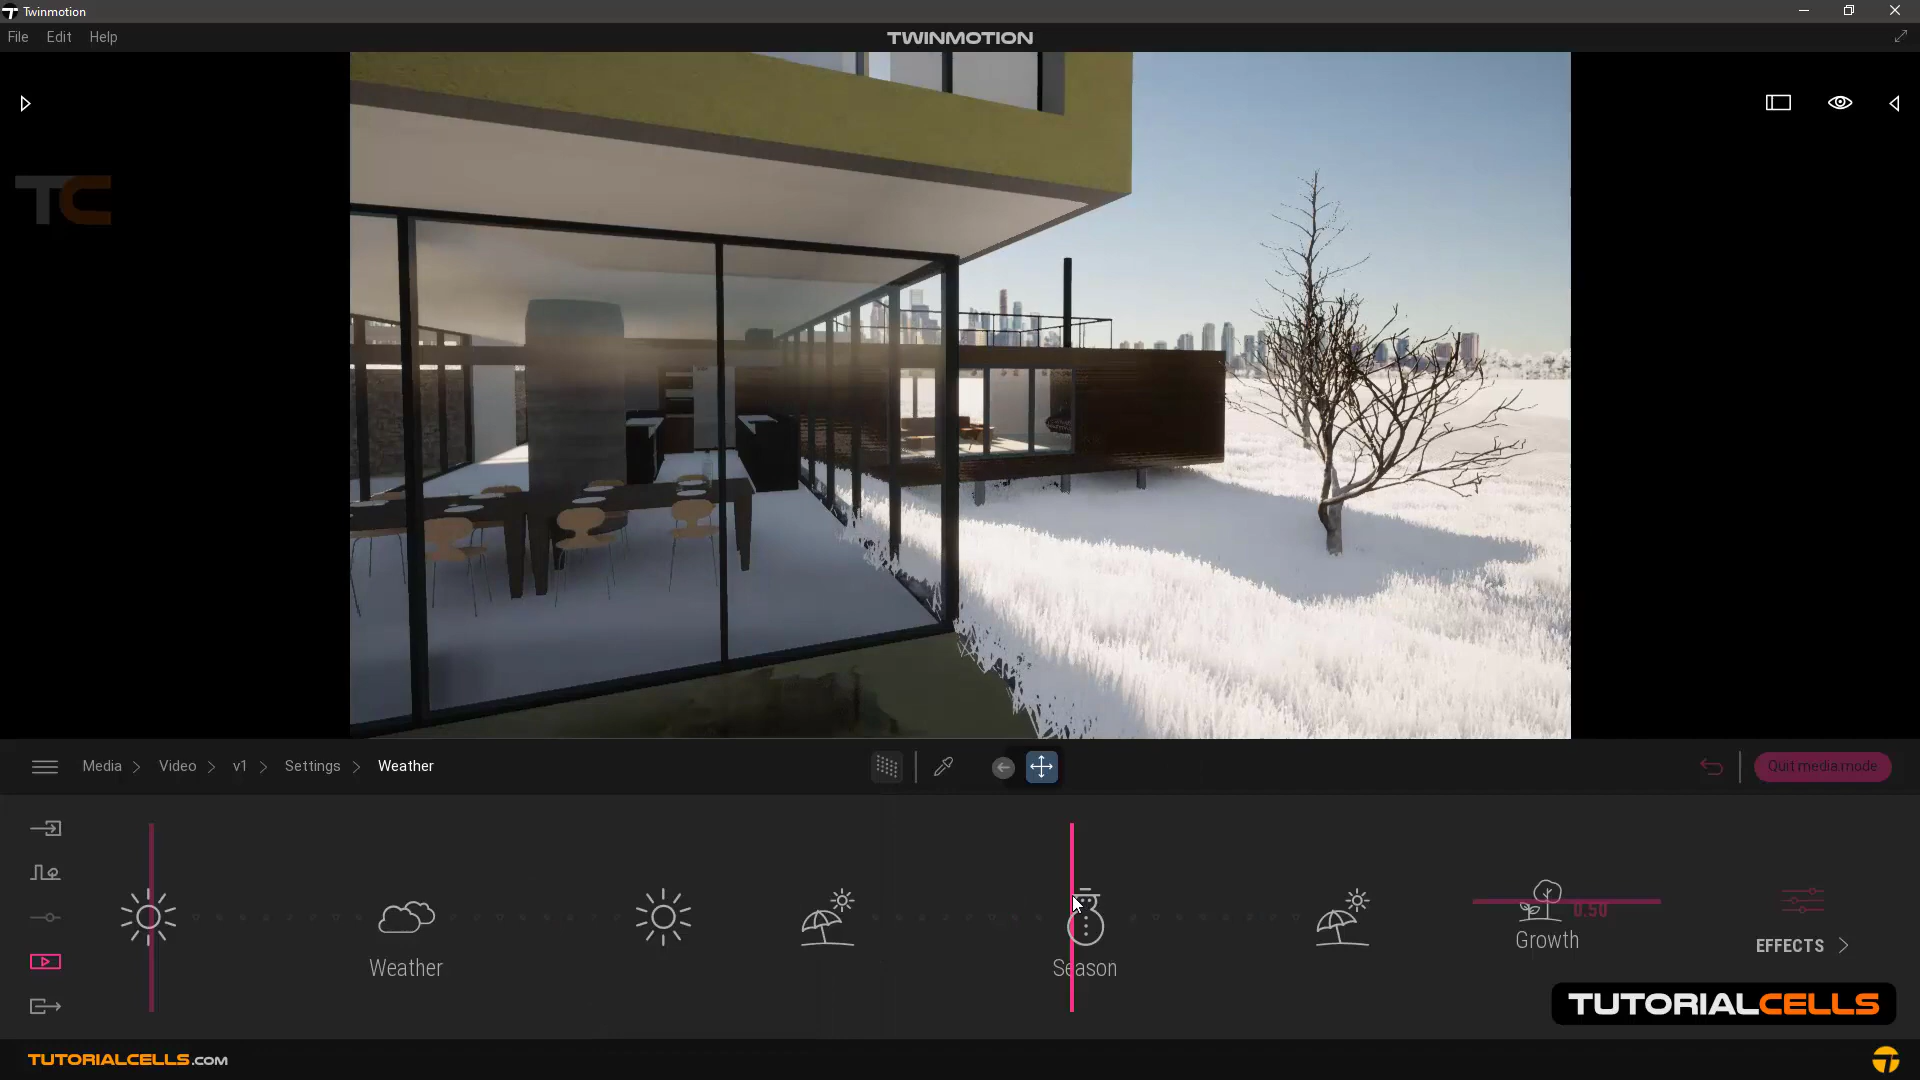 Twinmotion
File Edit Help
TWINMOTION
TC
Media Video v1 Settings Weather
Quit media mode
0.50
Growth
EFFECTS
Weather
Season
TUTORIALCELLS
TUTORIALCELLS.COM